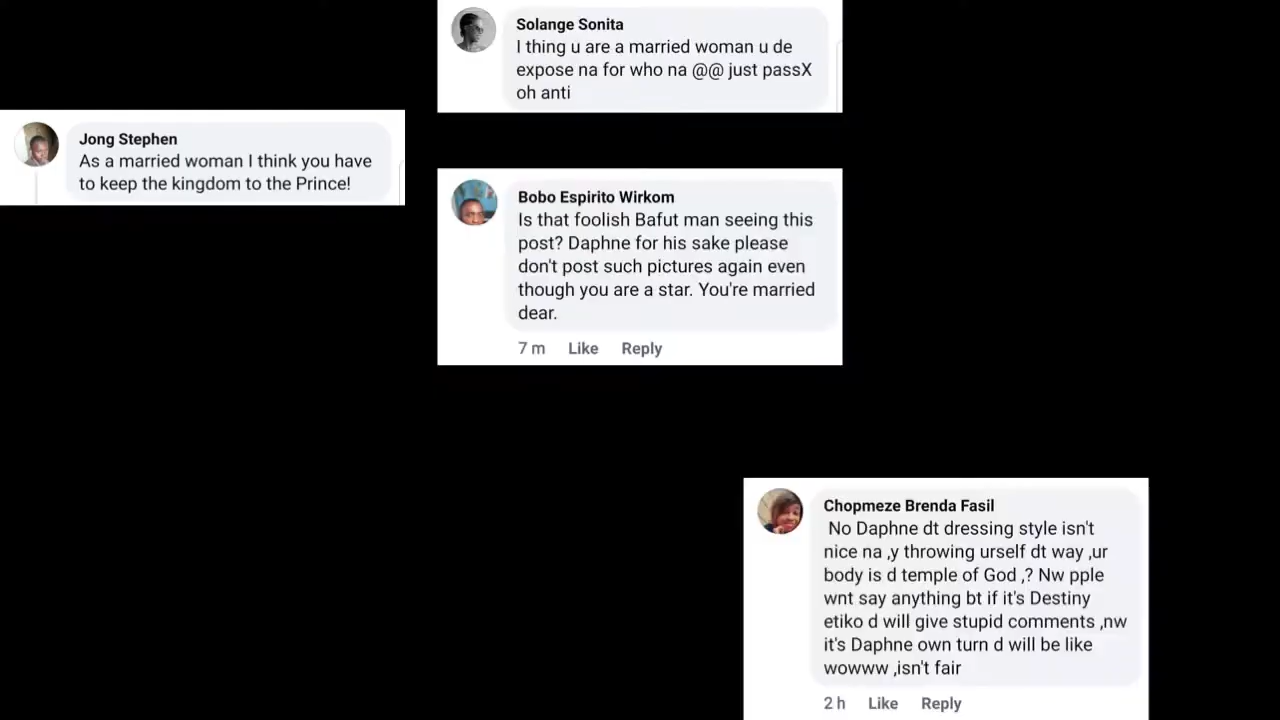 Solange Sonita
I thing u are a married woman u de
expose na for who na @@ just passX
oh anti
Jong Stephen
As a married woman I think you have
to keep the kingdom to the Prince!
Bobo Espirito Wirkom
Is that foolish Bafut man seeing this
post? Daphne for his sake please
don't post such pictures again even
though you are a star. You're married
dear.
7 m Like Reply
Chopmeze Brenda Fasil
No Daphne dt dressing style isn't
nice na ,y throwing urself dt way ,ur
body is d temple of God ,? Nw pple
wnt say anything bt if it's Destiny
etiko d will give stupid comments ,nw
it's Daphne own turn d will be like
wowww ,isn't fair
2 h Like Reply